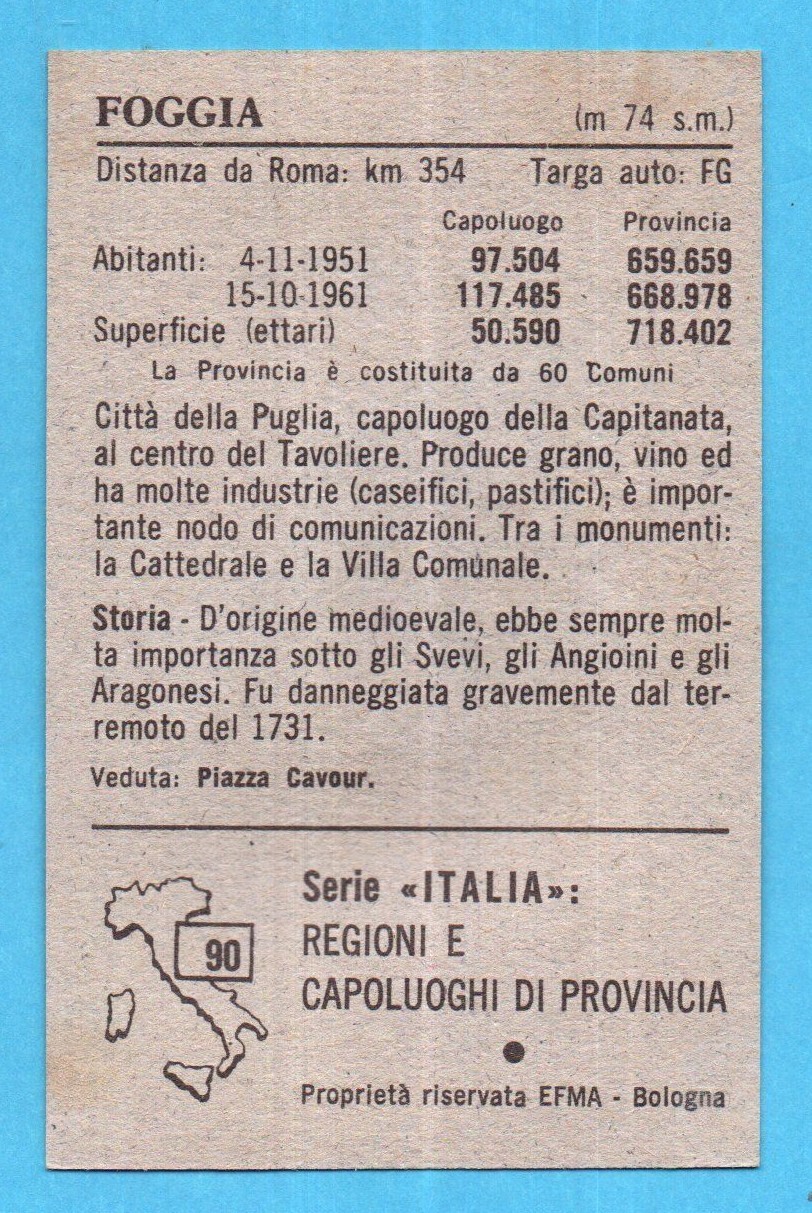 FOGGIA (m 74 s.m.)
Distanza da Roma: km 354 Targa auto: FG
Capoluogo Provincia
Abitanti: 4-11-1951 97.504 659.659
15-10-1961 117.485 668.978
Superficie (ettari) 50.590 718.402
La Provincia è costituita da 60 Comuni
Città della Puglia, capoluogo della Capitanata,
al centro del Tavoliere. Produce grano, vino ed
ha molte industrie (caseifici, pastifici); è impor-
tante nodo di comunicazioni. Tra i monumenti:
la Cattedrale e la Villa Comunale.
Storia - D'origine medioevale, ebbe sempre mol-
ta importanza sotto gli Svevi, gli Angioini e gli
Aragonesi. Fu danneggiata gravemente dal ter-
remoto del 1731.
Veduta: Piazza Cavour.
90
Serie «ITALIA»:
REGIONI E
CAPOLUOGHI DI PROVINCIA
Proprietà riservata EFMA - Bologna